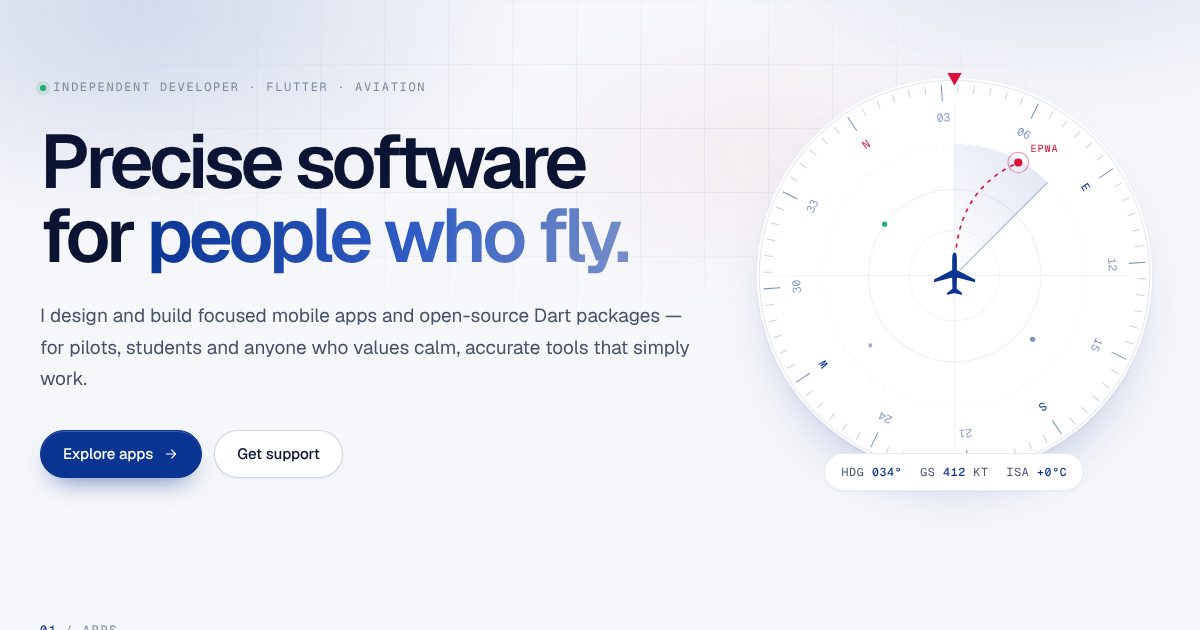 INDEPENDENT DEVELOPER · FLUTTER · AVIATION
Precise software
for people who fly.
I design and build focused mobile apps and open-source Dart packages —
for pilots, students and anyone who values calm, accurate tools that simply
work.
Explore apps →
Get support
03
06
EPWA
N
E
33
12
30
15
W
S
24
21
HDG 034° GS 412 KT ISA +0°C
01 / APPS